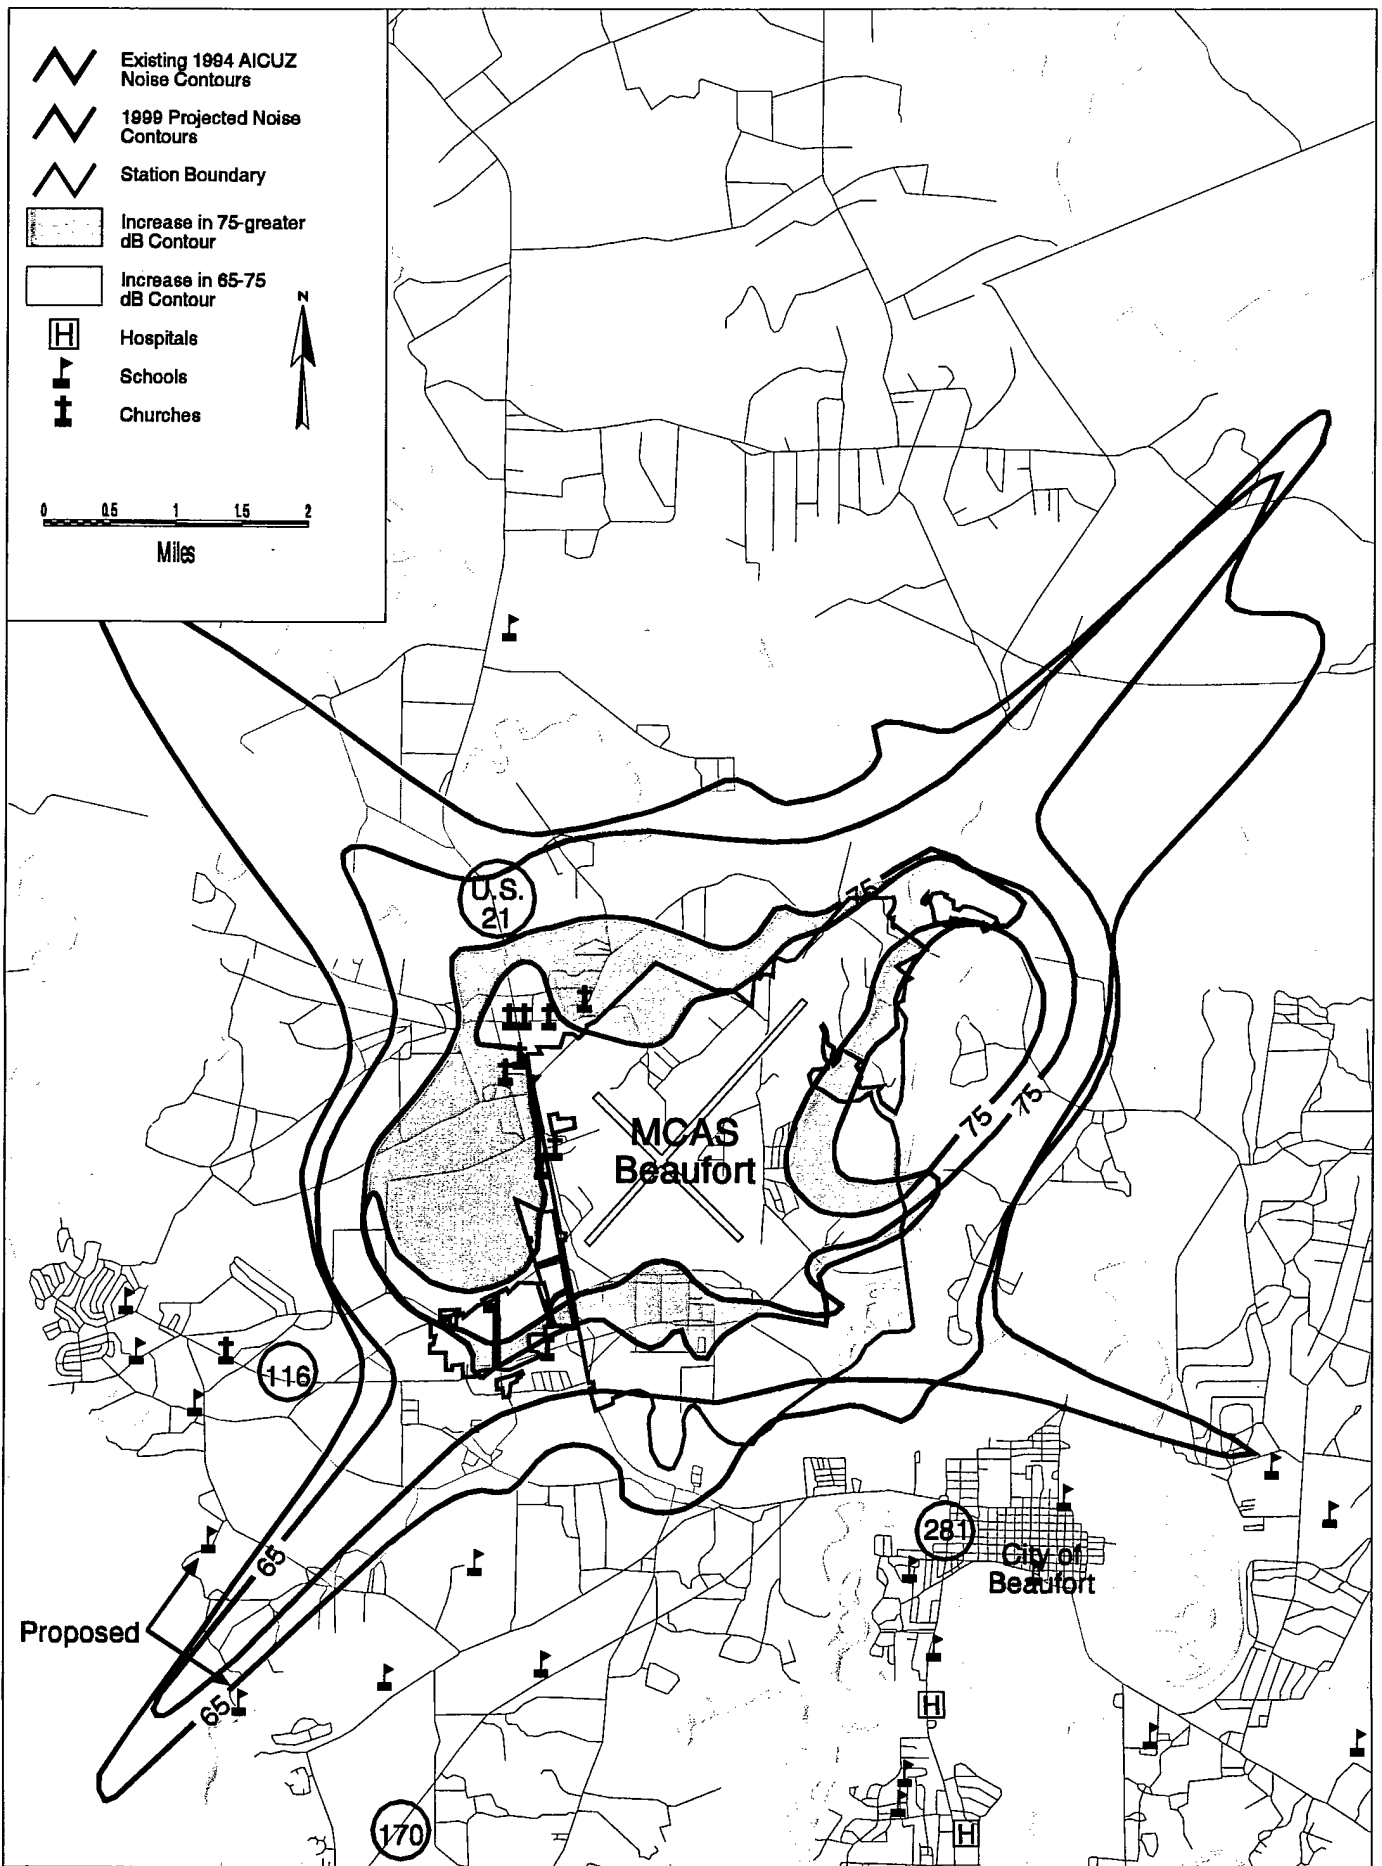 Existing 1994 AICUZ
Noise Contours
1999 Projected Noise
Contours
Station Boundary
Increase in 75-greater
dB Contour
Increase in 65-75
dB Contour
N
H
Hospitals
Schools
Churches
0 0.5 1 1.5 2
Miles
U.S.
21
75
MCAS
Beaufort
75
75
116
281
City of
Beaufort
65
Proposed
65
H
170
H